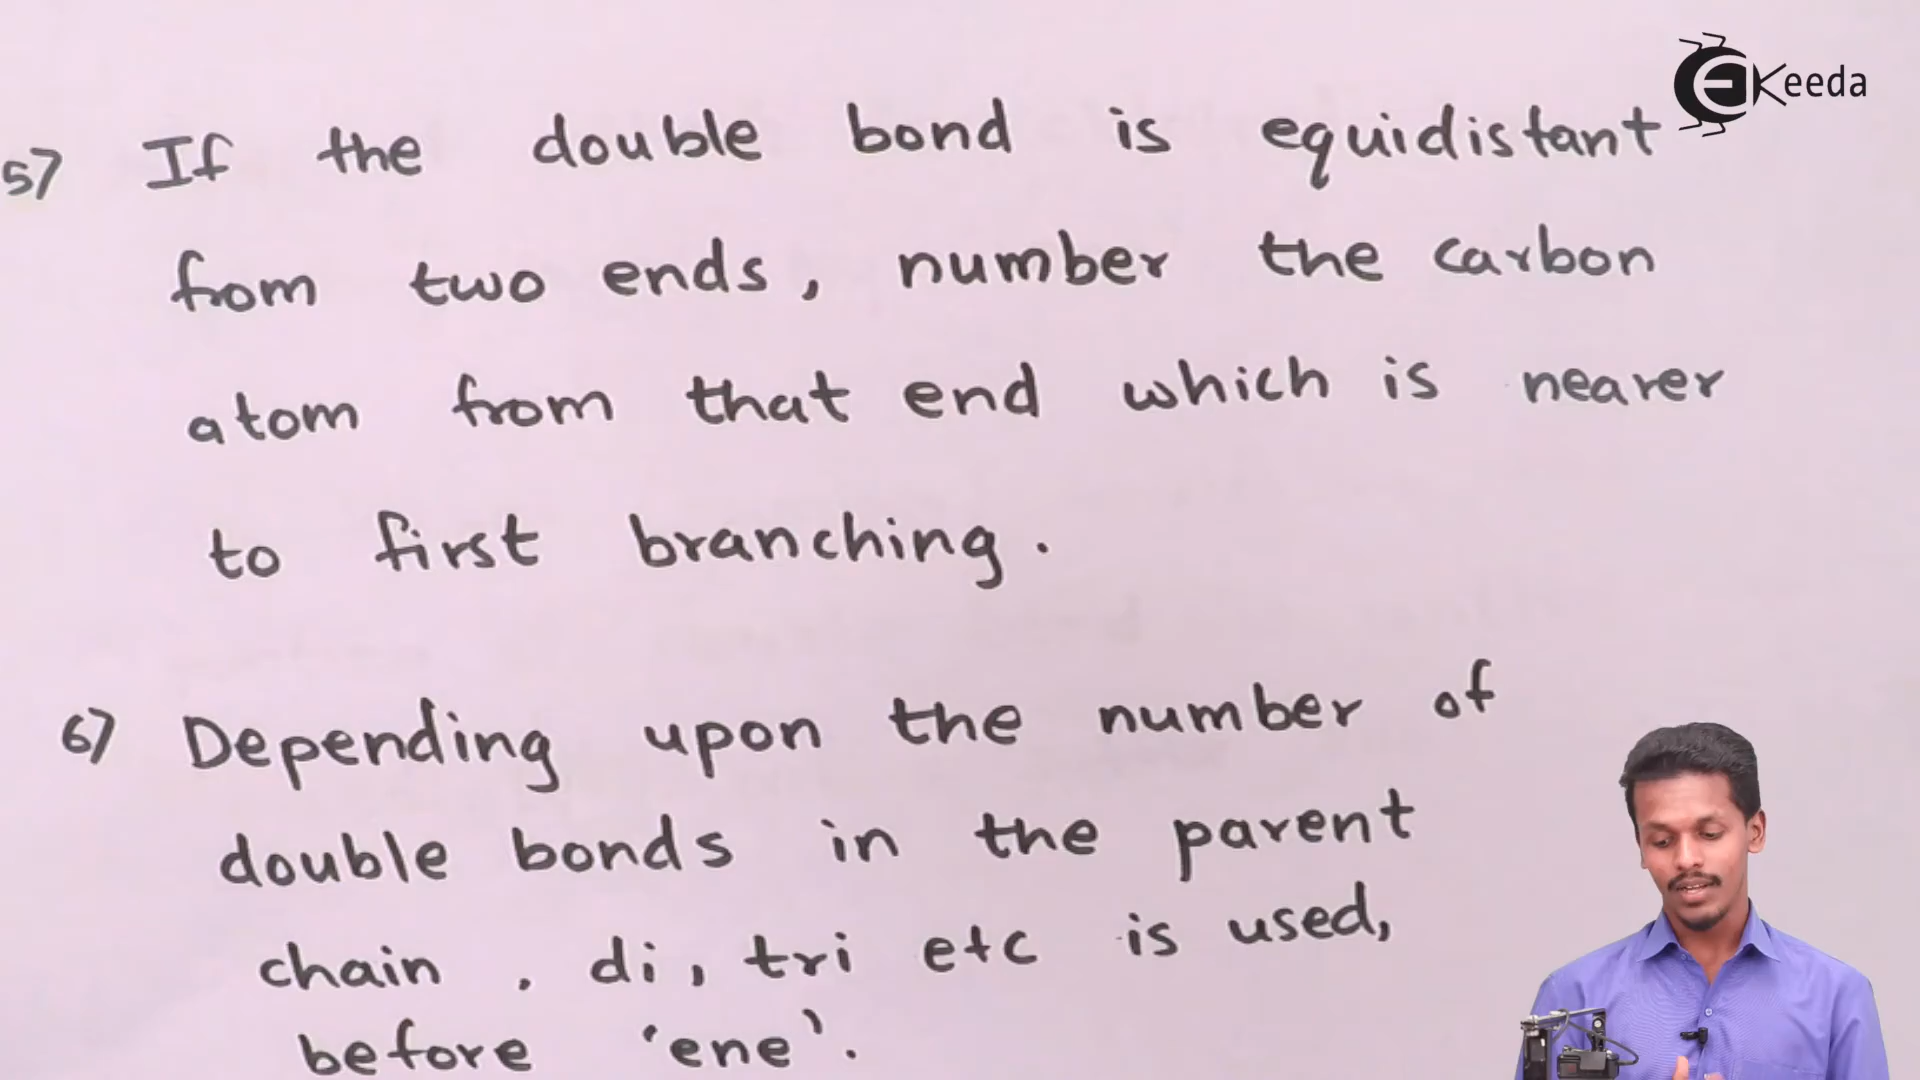 EKeeda
5) If the double bond is equidistant
from two ends, number the carbon
atom from that end which is nearer
to first branching.
6) Depending upon the number of
double bonds in the parent
chain , di, tri etc is used,
before 'ene'.